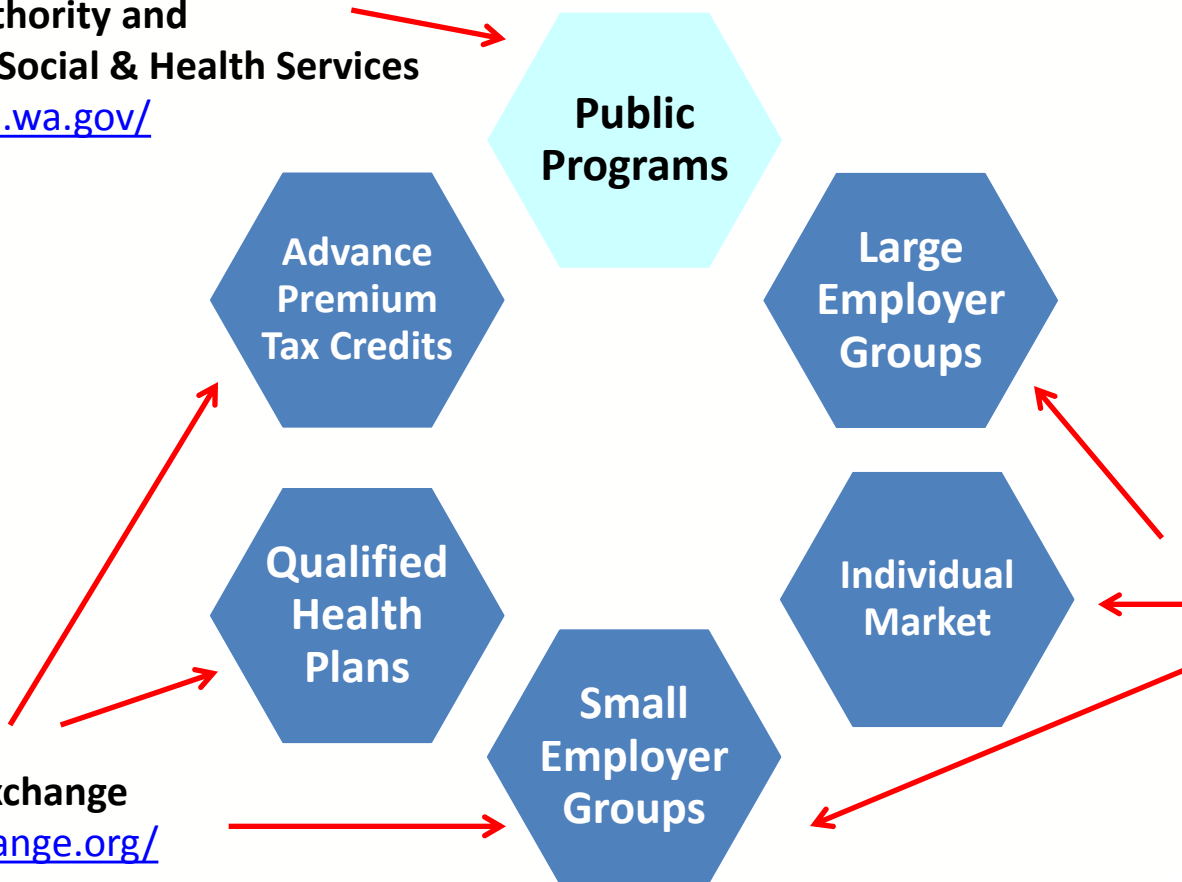 thority and
Social & Health Services
.wa.gov/
Public
Programs
Advance
Premium
Tax Credits
Large
Employer
Groups
Qualified
Health
Plans
Individual
Market
Small
Employer
Groups
change
ange.org/